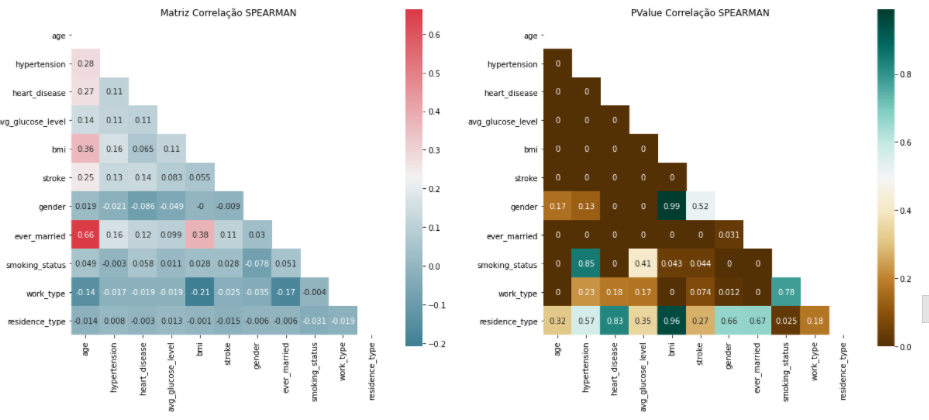 Matriz Correlação SPEARMAN
age
hypertension 0.28
heart_disease 0.27 0.11
avg_glucose_level 0.14 0.11 0.11
bmi 0.36 0.16 0.065 0.11
stroke 0.25 0.13 0.14 0.083 0.055
gender 0.019 -0.021 -0.086 -0.049 -0 -0.009
ever_married 0.66 0.16 0.12 0.099 0.38 0.11 0.03
smoking_status 0.049 -0.003 0.058 0.011 0.028 0.028 -0.078 0.051
work_type -0.14 -0.017 -0.019 -0.019 -0.21 -0.025 -0.035 -0.17 -0.004
residence_type -0.014 0.008 -0.003 0.013 -0.001 -0.015 -0.006 -0.006 -0.031 -0.019
age hypertension heart_disease avg_glucose_level bmi stroke gender ever_married smoking_status work_type residence_type
0.6
0.5
0.4
0.3
0.2
0.1
0.0
−0.1
−0.2
PValue Correlação SPEARMAN
age
hypertension 0
heart_disease 0 0
avg_glucose_level 0 0 0
bmi 0 0 0 0
stroke 0 0 0 0 0
gender 0.17 0.13 0 0 0.99 0.52
ever_married 0 0 0 0 0 0 0.031
smoking_status 0 0.85 0 0.41 0.043 0.044 0 0
work_type 0 0.23 0.18 0.17 0 0.074 0.012 0 0.78
residence_type 0.32 0.57 0.83 0.35 0.96 0.27 0.66 0.67 0.025 0.18
age hypertension heart_disease avg_glucose_level bmi stroke gender ever_married smoking_status work_type residence_type
0.8
0.6
0.4
0.2
0.0